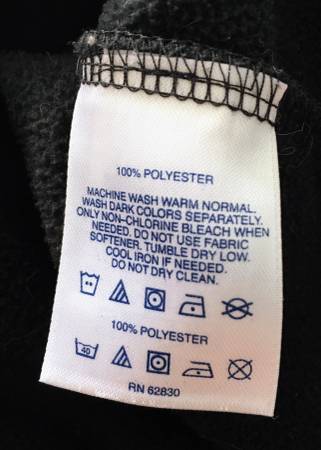 100% POLYESTER
MACHINE WASH WARM NORMAL.
WASH DARK COLORS SEPARATELY.
ONLY NON-CHLORINE BLEACH WHEN
NEEDED. DO NOT USE FABRIC
SOFTENER. TUMBLE DRY LOW.
COOL IRON IF NEEDED.
DO NOT DRY CLEAN.
100% POLYESTER
40
RN 62830